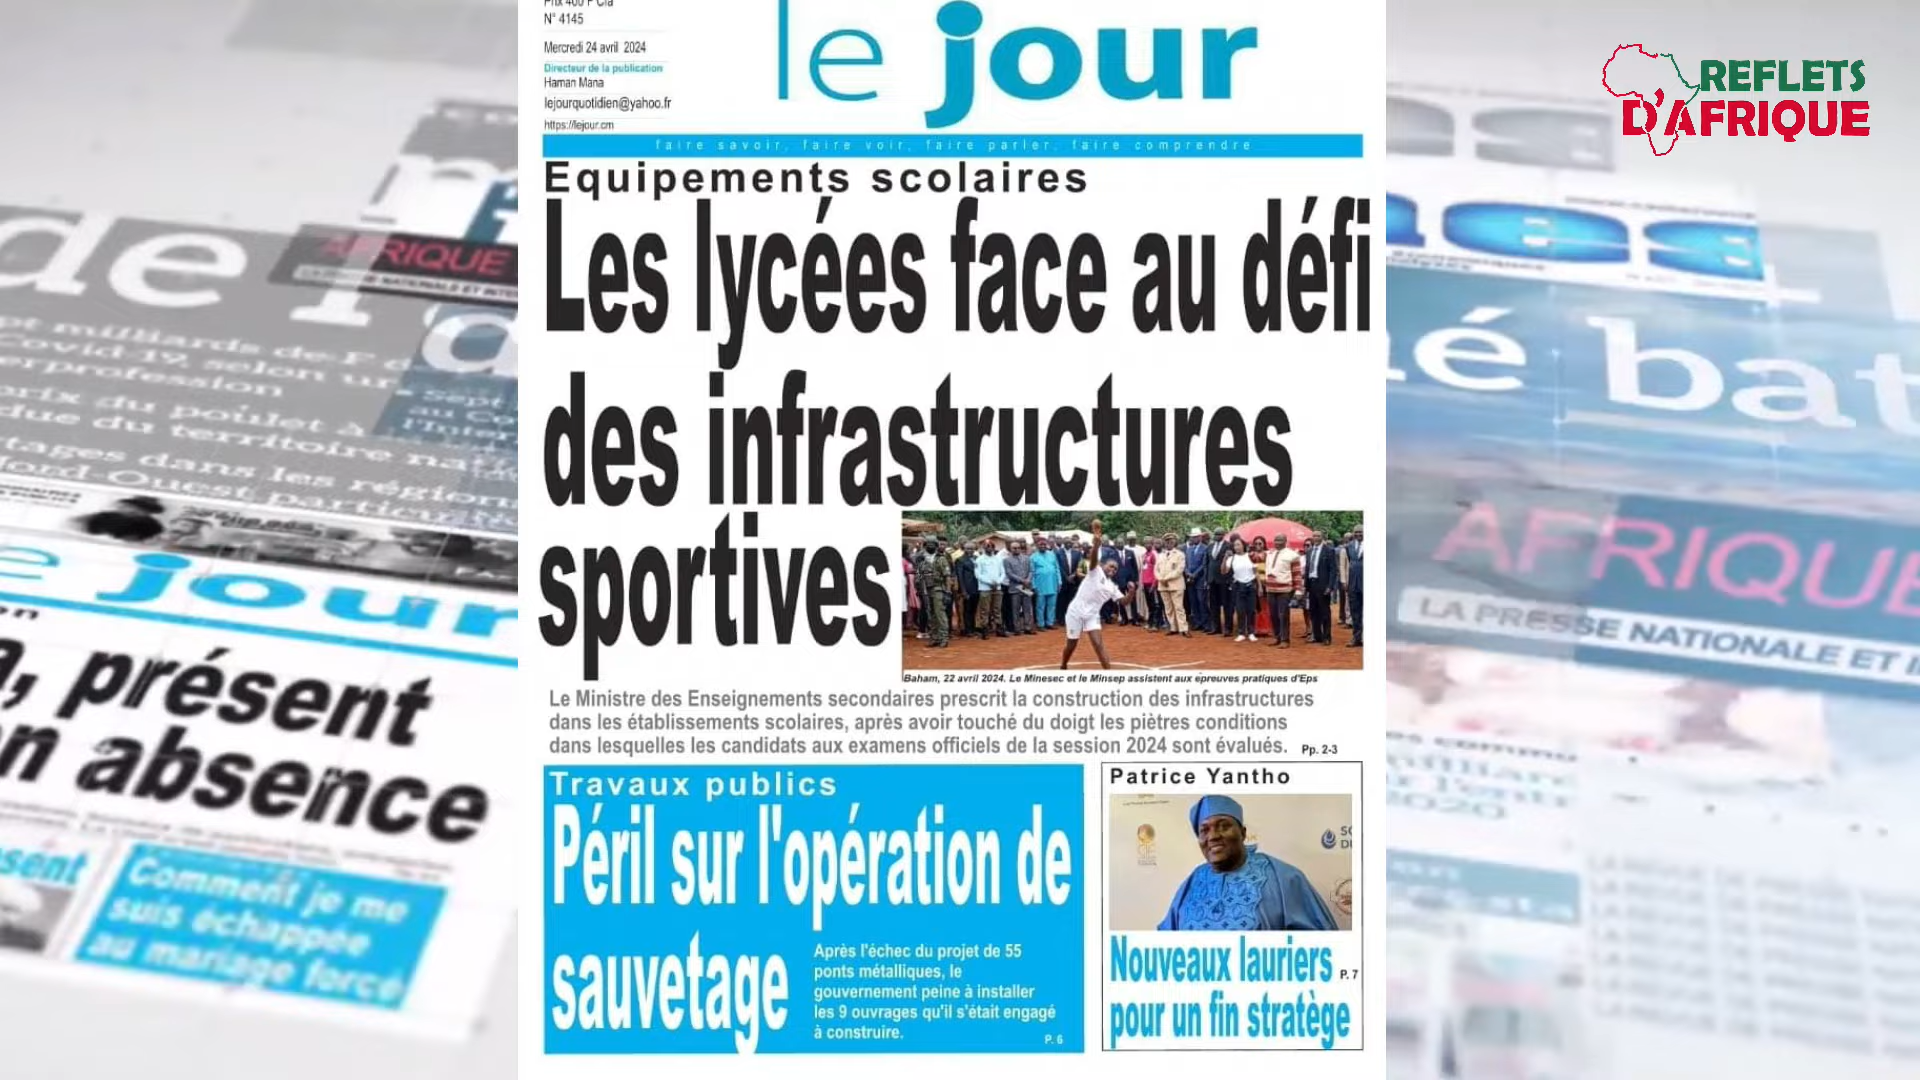 Prix 400 F Cfa
N° 4145
Mercredi 24 avril 2024
Directeur de la publication
Haman Mana
lejourquotidien@yahoo.fr
https://lejour.cm
le jour
faire savoir, faire voir, faire parler, faire comprendre
Equipements scolaires
Les lycées face au défi
des infrastructures
sportives
Baham, 22 avril 2024. Le Minesec et le Minsep assistent aux épreuves pratiques d'Eps
Le Ministre des Enseignements secondaires prescrit la construction des infrastructures
dans les établissements scolaires, après avoir touché du doigt les piètres conditions
dans lesquelles les candidats aux examens officiels de la session 2024 sont évalués. Pp. 2-3
Travaux publics
Péril sur l'opération de
sauvetage
Après l'échec du projet de 55
ponts métalliques, le
gouvernement peine à installer
les 9 ouvrages qu'il s'était engagé
à construire.
P. 6
Patrice Yantho
Nouveaux lauriers P. 7
pour un fin stratège
REFLETS
D'AFRIQUE
de l'
AFRIQUE
jour
, présent
n absence
Comment je me
suis échappée
au mariage forcé
é bat
AFRIQUE
LA PRESSE NATIONALE ET